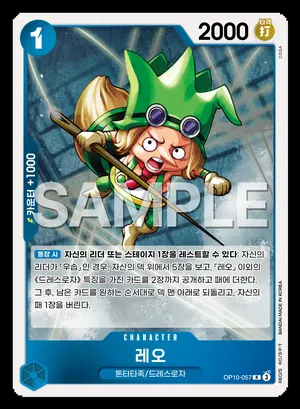 1
2000
타격
打
COGA
카운터 +1000
SAMPLE
등장 시 자신의 리더 또는 스테이지 1장을 레스트할 수 있다: 자신의
리더가 「우솝」인 경우, 자신의 덱 위에서 5장을 보고, 「레오」 이외의
《드레스로자》 특징을 가진 카드를 2장까지 공개하고 패에 더한다.
그 후, 남은 카드를 원하는 순서대로 덱 맨 아래로 되돌리고, 자신의
패 1장을 버린다.
CHARACTER
레오
톤타타족/드레스로자
OP10-057 R 3
BANDAI MADE IN KOREA